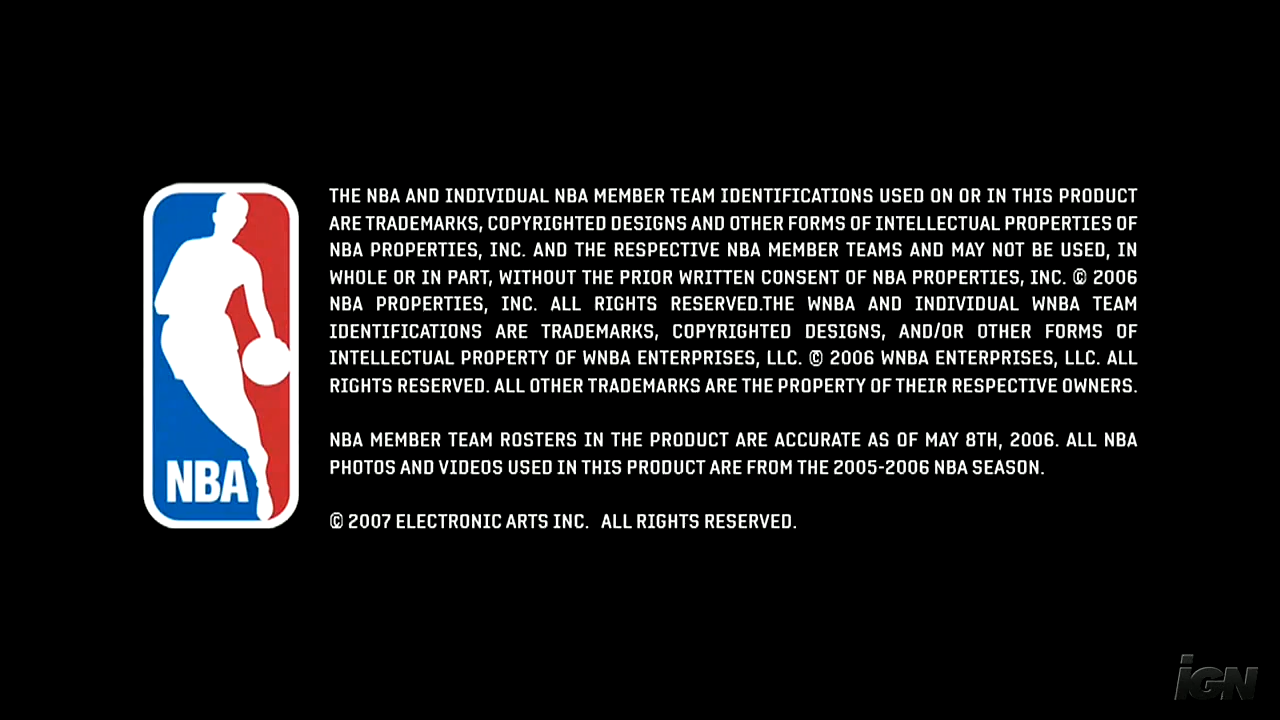 THE NBA AND INDIVIDUAL NBA MEMBER TEAM IDENTIFICATIONS USED ON OR IN THIS PRODUCT
ARE TRADEMARKS, COPYRIGHTED DESIGNS AND OTHER FORMS OF INTELLECTUAL PROPERTIES OF
NBA PROPERTIES, INC. AND THE RESPECTIVE NBA MEMBER TEAMS AND MAY NOT BE USED, IN
WHOLE OR IN PART, WITHOUT THE PRIOR WRITTEN CONSENT OF NBA PROPERTIES, INC. © 2006
NBA PROPERTIES, INC. ALL RIGHTS RESERVED.THE WNBA AND INDIVIDUAL WNBA TEAM
IDENTIFICATIONS ARE TRADEMARKS, COPYRIGHTED DESIGNS, AND/OR OTHER FORMS OF
INTELLECTUAL PROPERTY OF WNBA ENTERPRISES, LLC. © 2006 WNBA ENTERPRISES, LLC. ALL
RIGHTS RESERVED. ALL OTHER TRADEMARKS ARE THE PROPERTY OF THEIR RESPECTIVE OWNERS.
NBA MEMBER TEAM ROSTERS IN THE PRODUCT ARE ACCURATE AS OF MAY 8TH, 2006. ALL NBA
PHOTOS AND VIDEOS USED IN THIS PRODUCT ARE FROM THE 2005-2006 NBA SEASON.
© 2007 ELECTRONIC ARTS INC. ALL RIGHTS RESERVED.
NBA
iGN